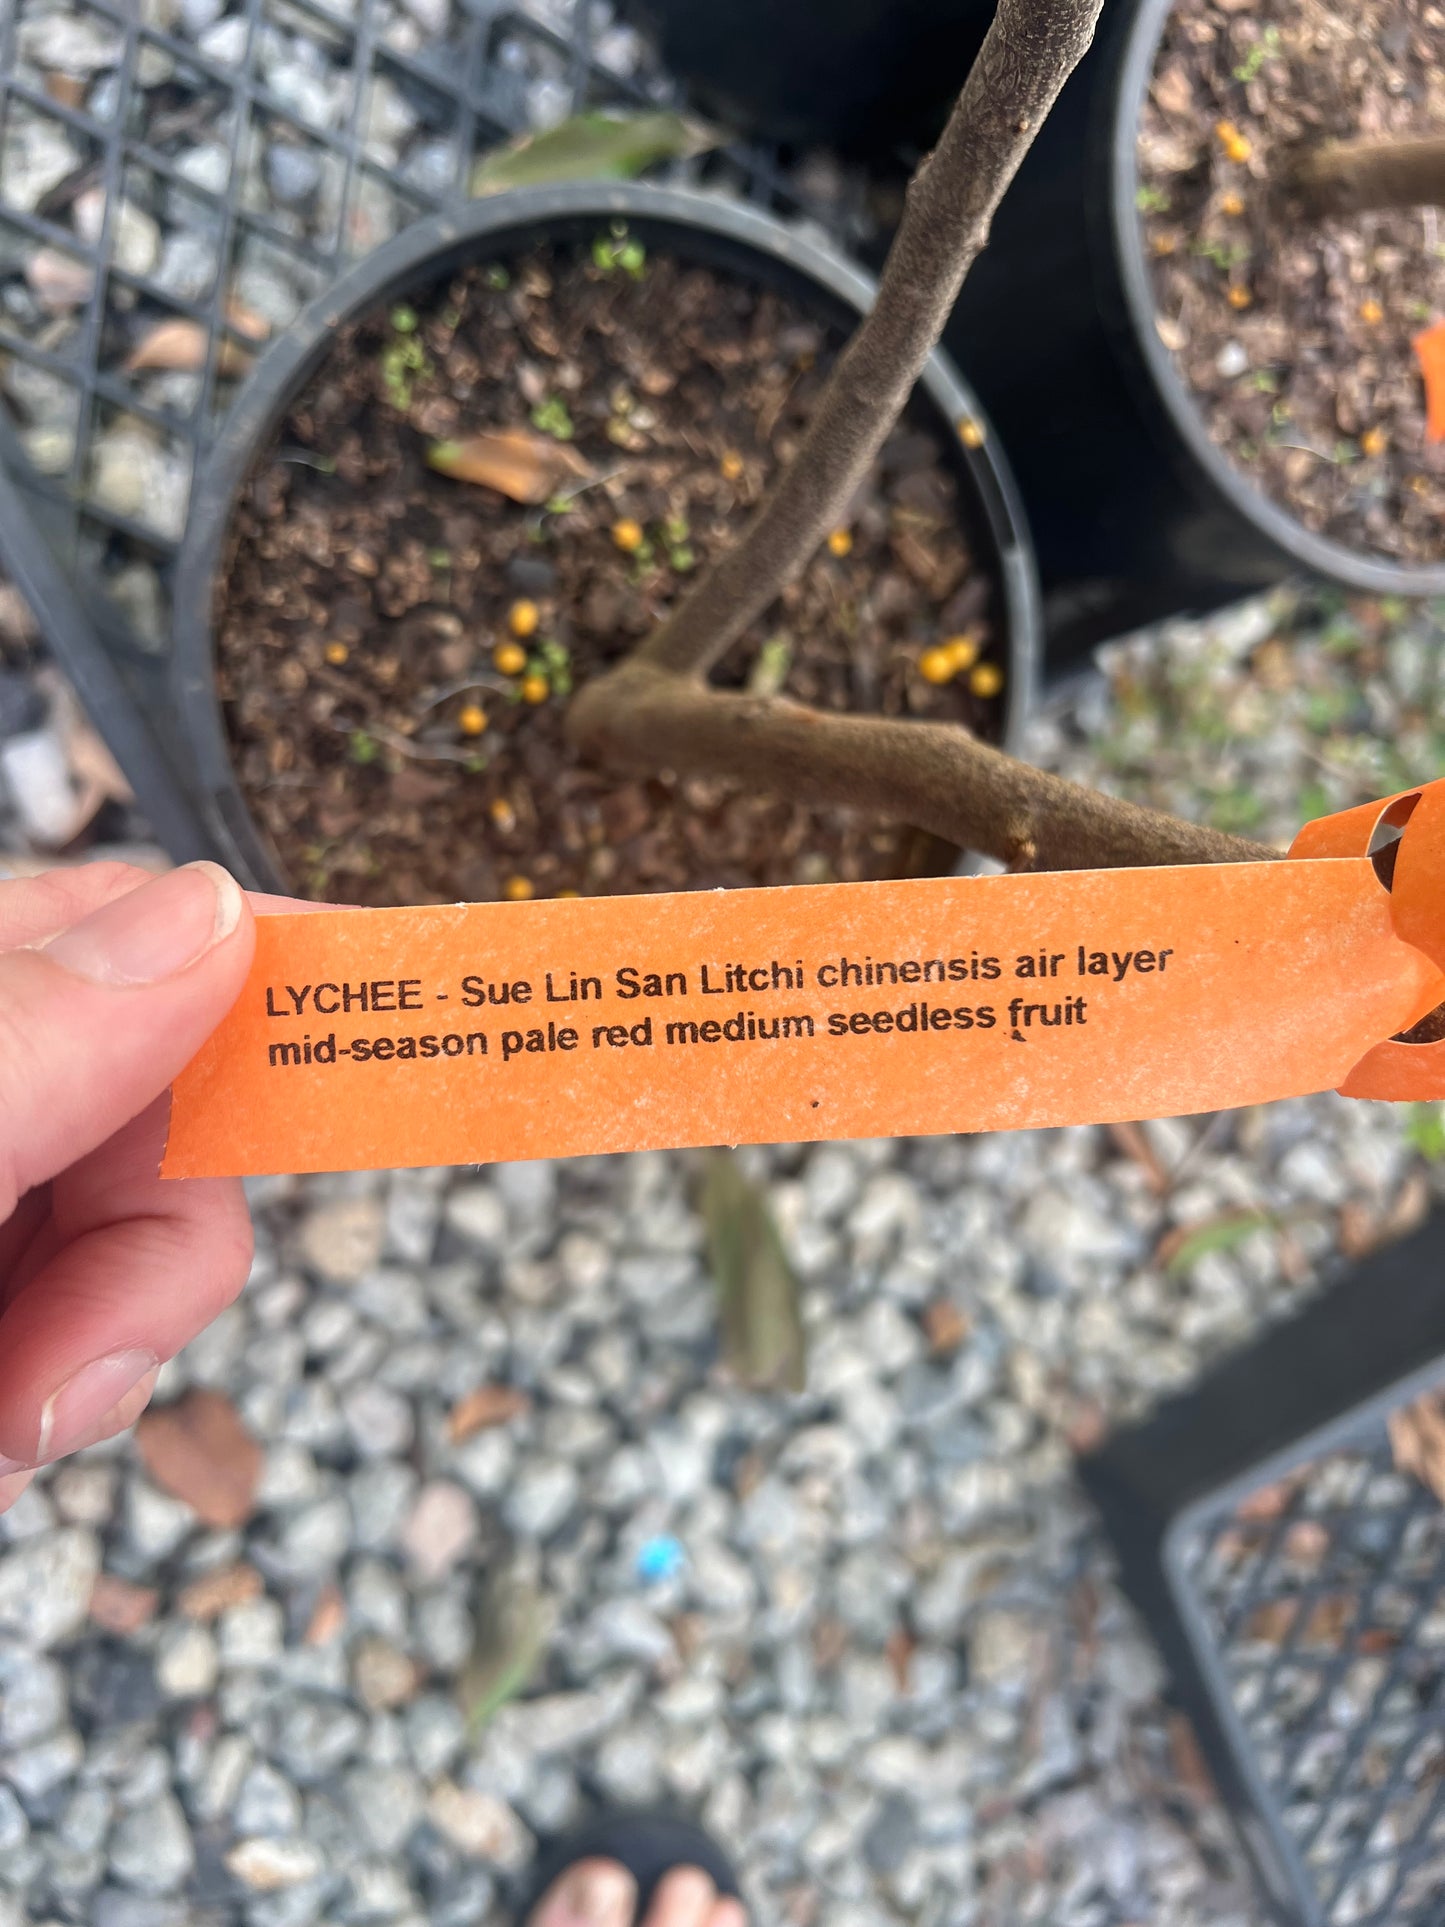 LYCHEE - Sue Lin San Litchi chinensis air layer
mid-season pale red medium seedless fruit